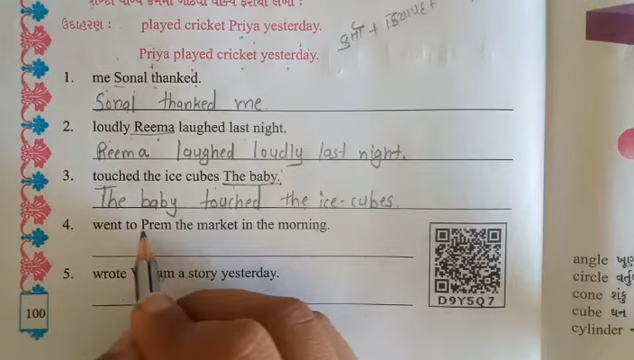 ઉદાહરણ : played cricket Priya yesterday.
Priya played cricket yesterday.
કર્તા + ક્રિયાપદ +
1. me Sonal thanked.
Sonal thanked me
2. loudly Reema laughed last night.
Reema laughed loudly last night.
3. touched the ice cubes The baby.
The baby touched the ice-cubes.
4. went to Prem the market in the morning.
5. wrote a story yesterday.
D9Y5Q7
100
angle
circle
cone શંકુ
cube ઘન
cylinder